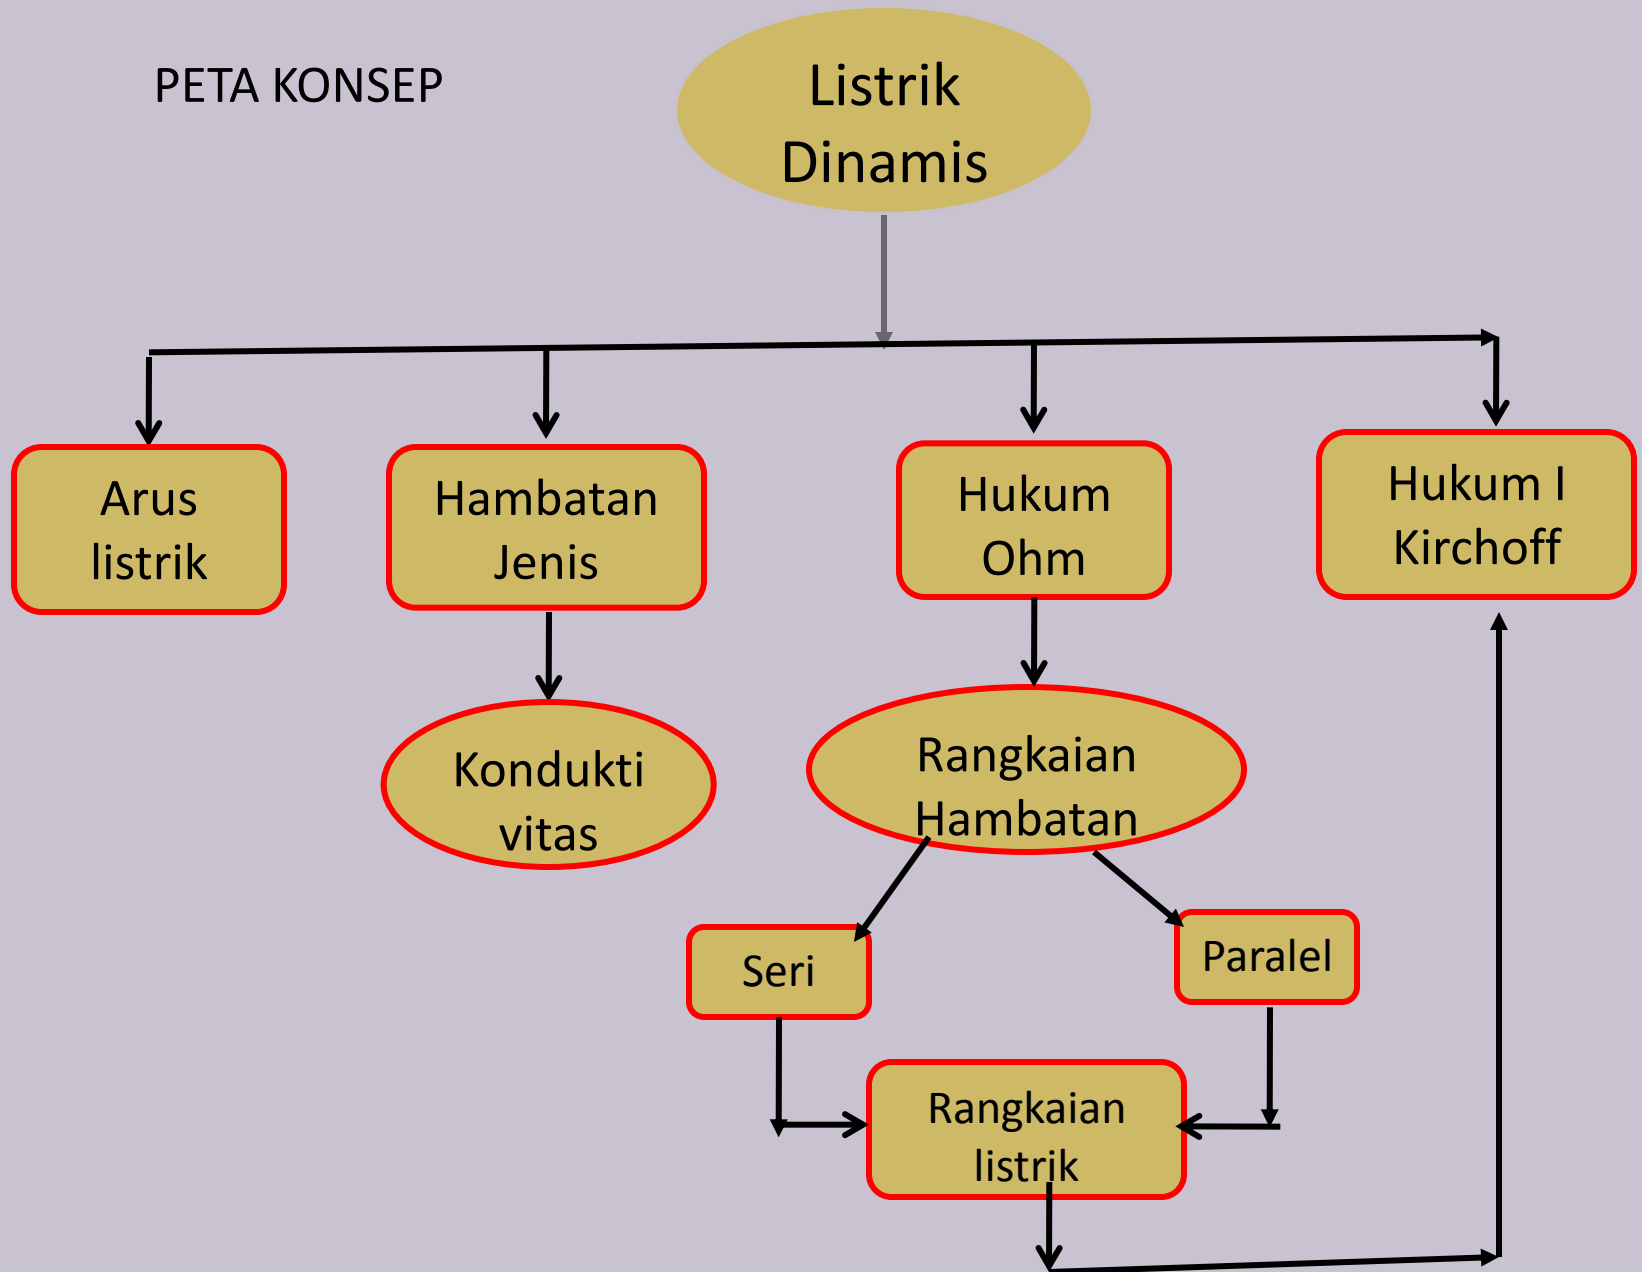 PETA KONSEP
Listrik
Dinamis
Arus
listrik
Hambatan
Jenis
Hukum
Ohm
Hukum I
Kirchoff
Kondukti
vitas
Rangkaian
Hambatan
Seri
Paralel
Rangkaian
listrik